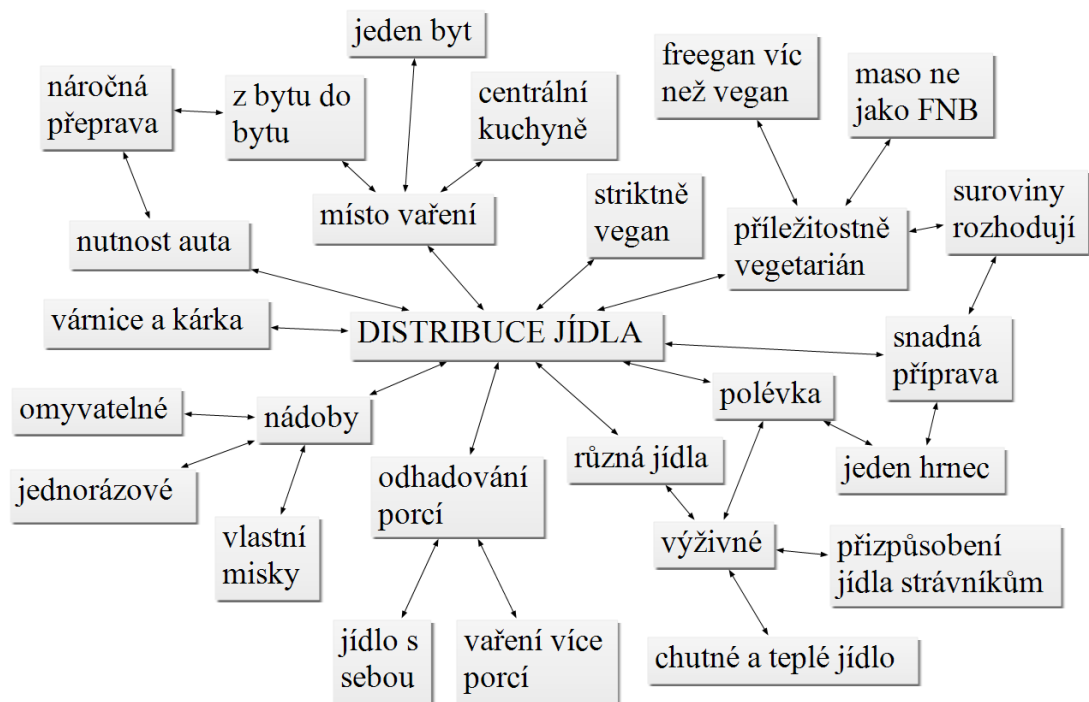 jeden byt
náročná
přeprava
z bytu do
bytu
centrální
kuchyně
freegan víc
než vegan
maso ne
jako FNB
nutnost auta
místo vaření
striktně
vegan
příležitostně
vegetarián
suroviny
rozhodují
várnice a kárka
DISTRIBUCE JÍDLA
snadná
příprava
omyvatelné
nádoby
polévka
jednorázové
odhadování
porcí
různá jídla
jeden hrnec
vlastní
misky
výživné
přizpůsobení
jídla strávníkům
jídlo s
sebou
vaření více
porcí
chutné a teplé jídlo